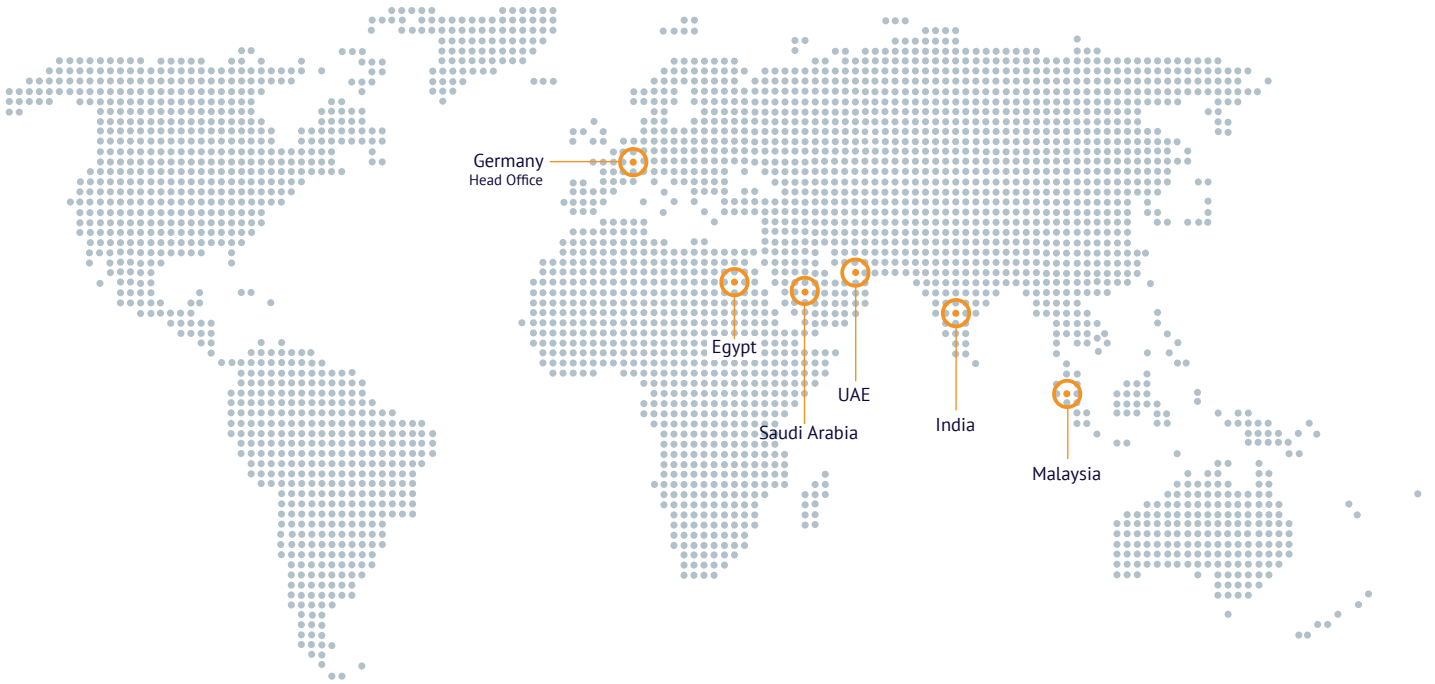 Germany
Head Office
Egypt
UAE
Saudi Arabia
India
Malaysia